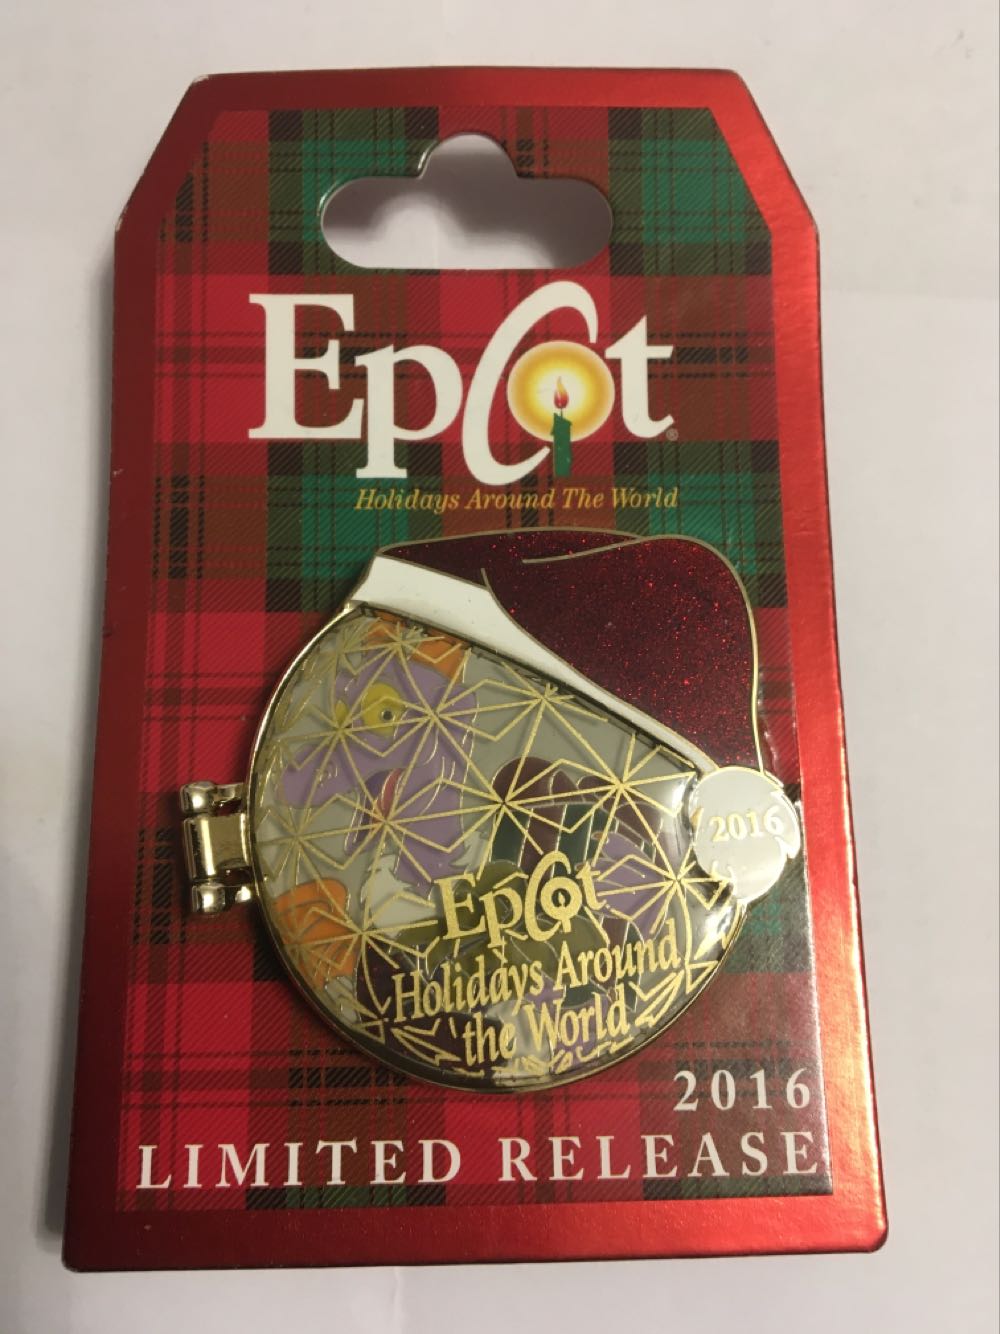 Epcot®
Holidays Around The World
2016
Epcot
Holidays Around
the World
2016
LIMITED RELEASE